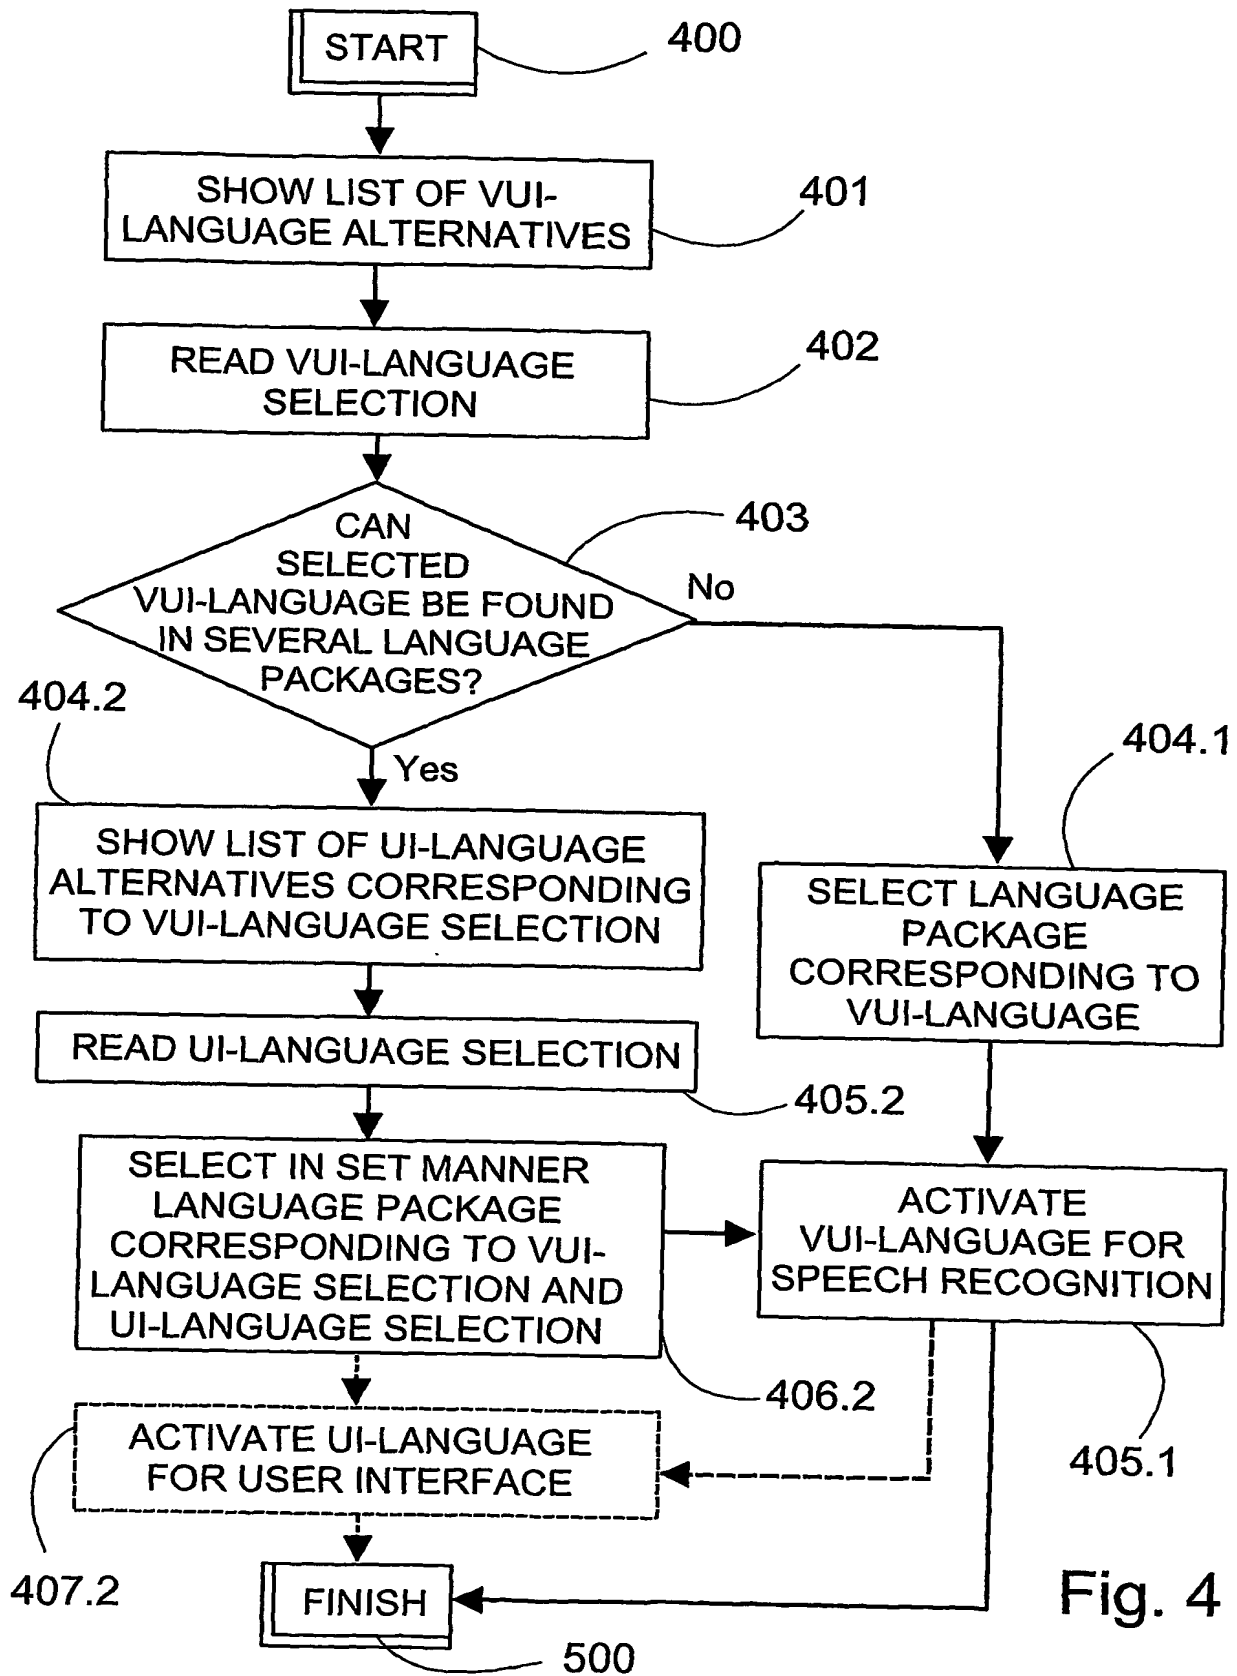 START
400
SHOW LIST OF VUI-
LANGUAGE ALTERNATIVES
401
READ VUI-LANGUAGE
SELECTION
402
CAN
SELECTED
VUI-LANGUAGE BE FOUND
IN SEVERAL LANGUAGE
PACKAGES?
403
No
404.2
Yes
404.1
SHOW LIST OF UI-LANGUAGE
ALTERNATIVES CORRESPONDING
TO VUI-LANGUAGE SELECTION
SELECT LANGUAGE
PACKAGE
CORRESPONDING TO
VUI-LANGUAGE
READ UI-LANGUAGE SELECTION
405.2
SELECT IN SET MANNER
LANGUAGE PACKAGE
CORRESPONDING TO VUI-
LANGUAGE SELECTION AND
UI-LANGUAGE SELECTION
ACTIVATE
VUI-LANGUAGE FOR
SPEECH RECOGNITION
406.2
405.1
ACTIVATE UI-LANGUAGE
FOR USER INTERFACE
407.2
FINISH
500
Fig. 4